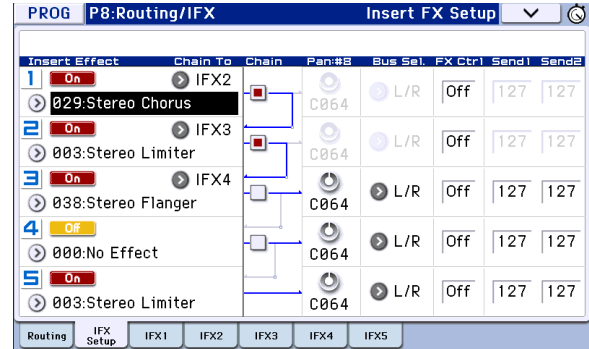 PROG P8:Routing/IFX Insert FX Setup
Insert Effect Chain To Chain Pan:#8 Bus Sel. FX Ctrl Send1 Send2
1 On IFX2
029:Stereo Chorus C064 L/R Off 127 127
2 On IFX3
003:Stereo Limiter C064 L/R Off 127 127
3 On IFX4
038:Stereo Flanger C064 L/R Off 127 127
4 Off
000:No Effect C064 L/R Off 127 127
5 On
003:Stereo Limiter C064 L/R Off 127 127
Routing IFX Setup IFX1 IFX2 IFX3 IFX4 IFX5